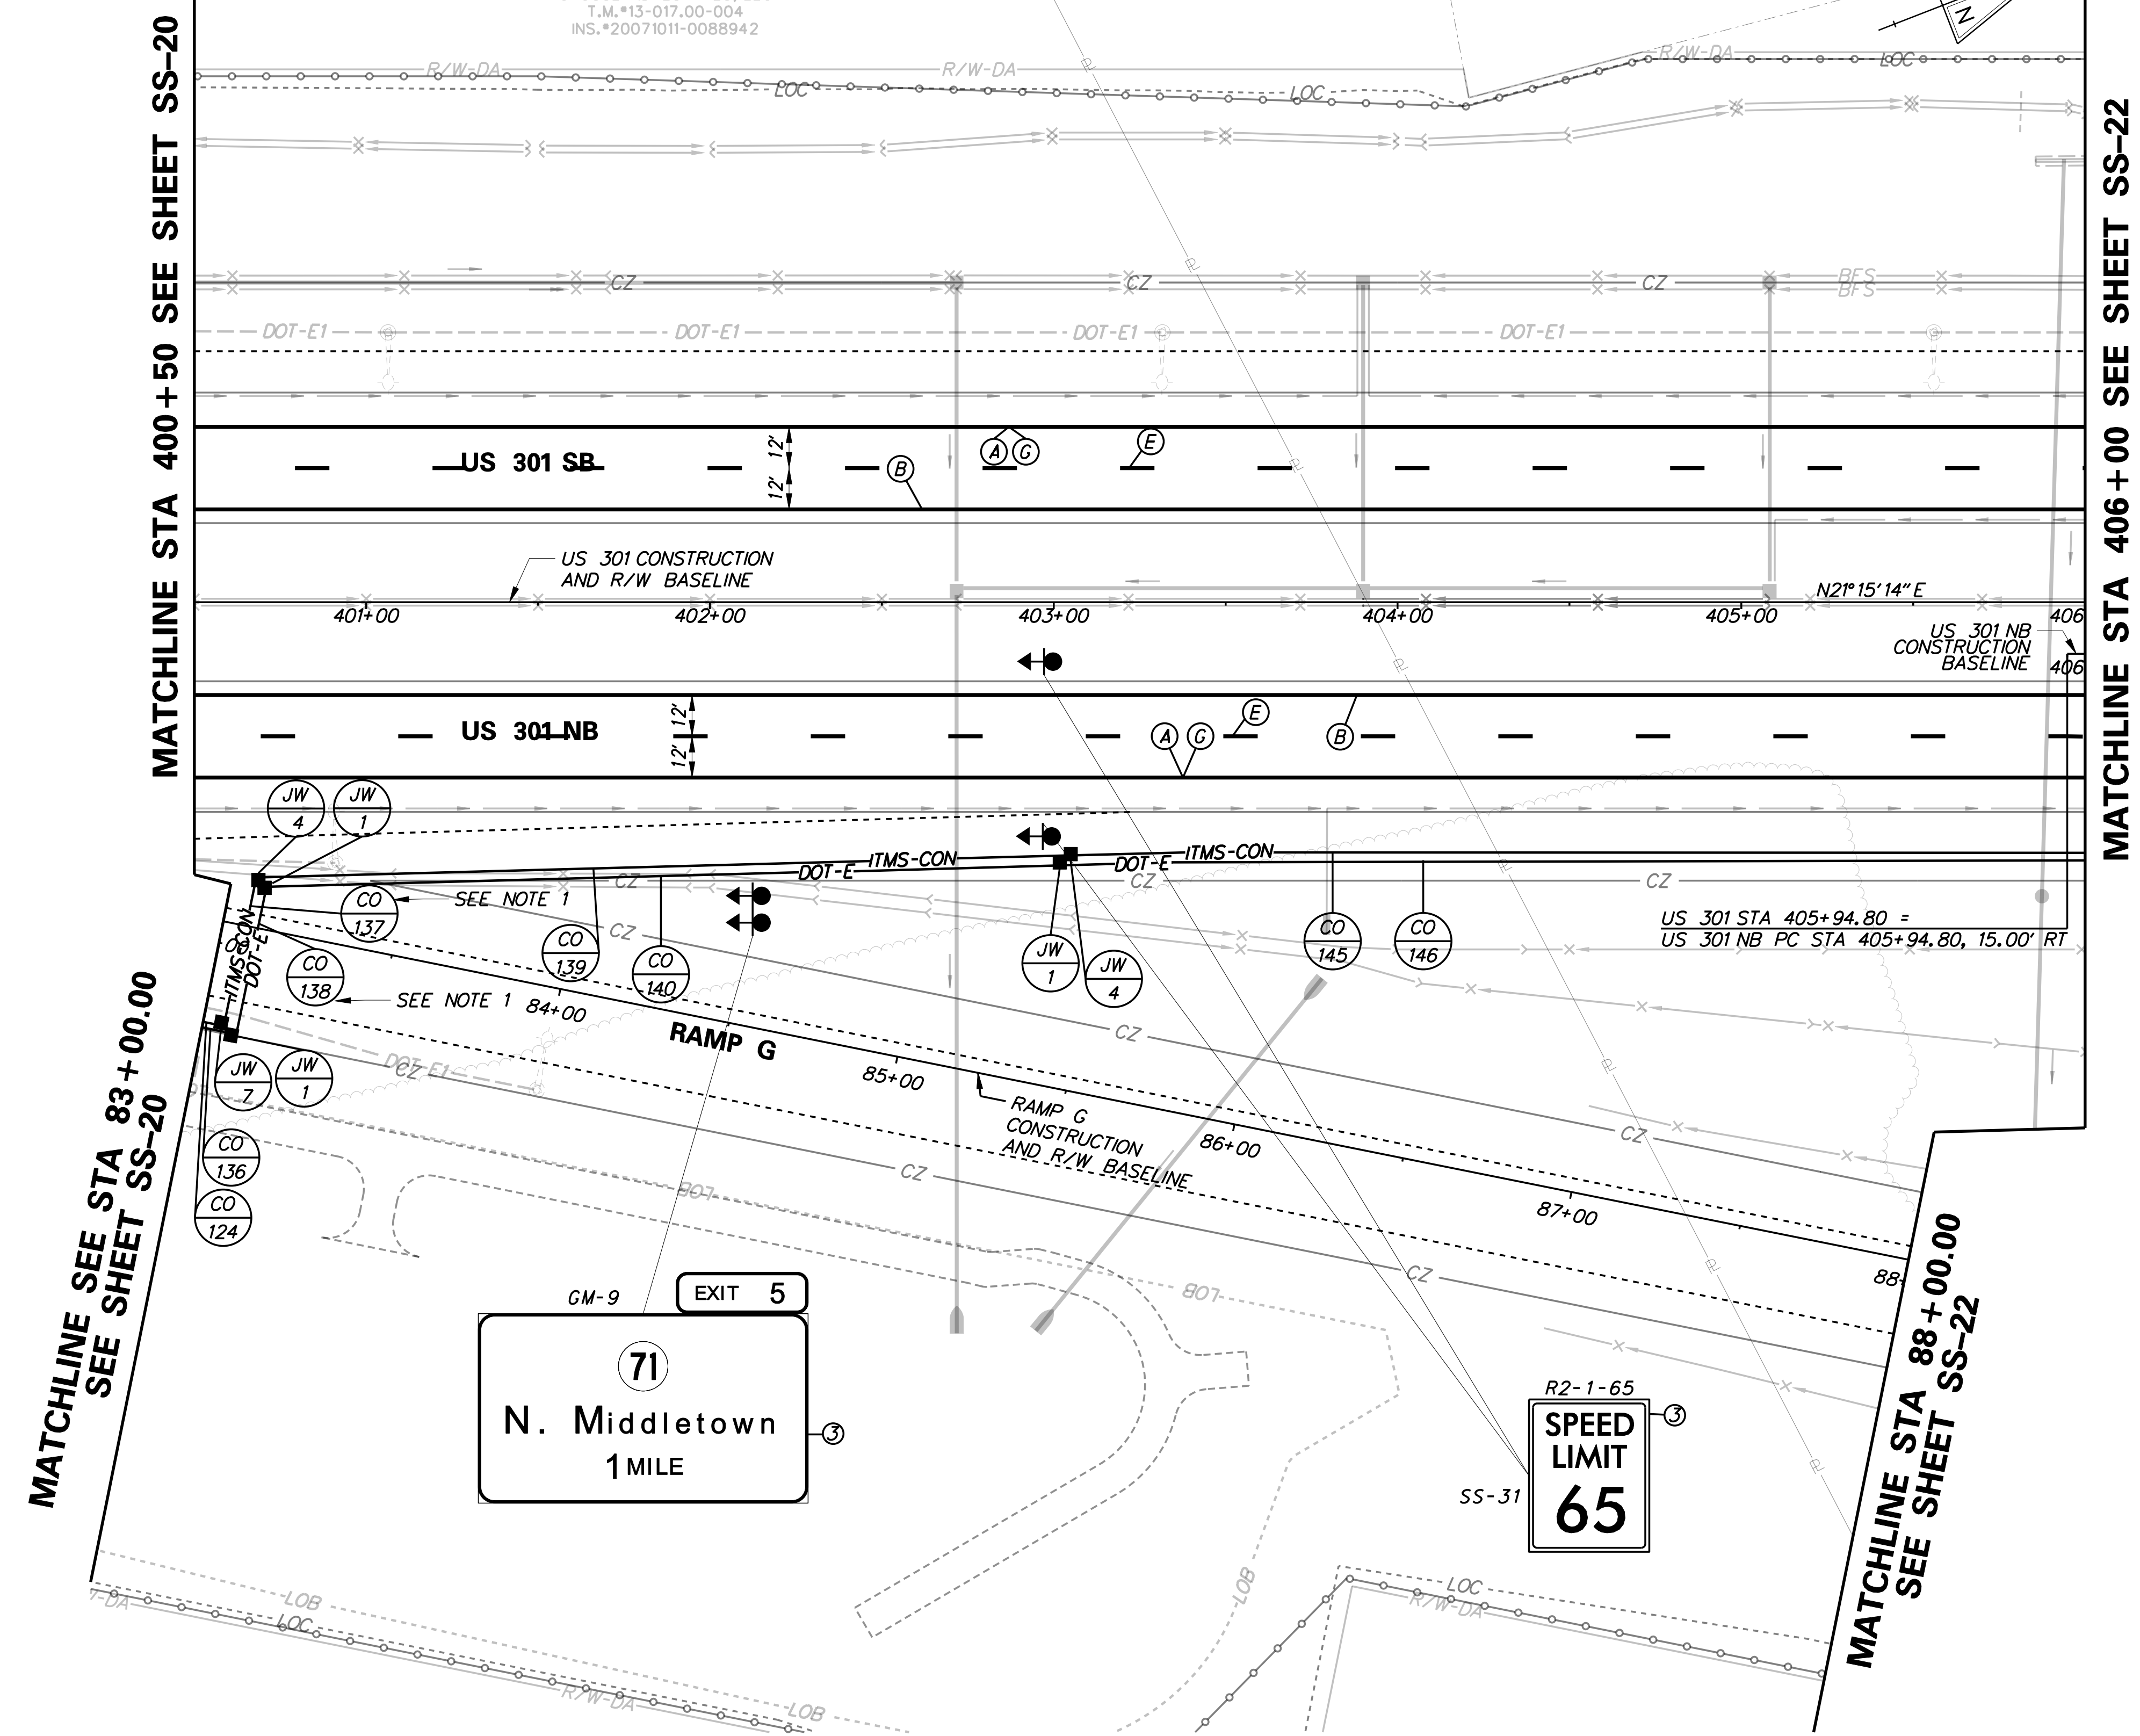 T.M.*13-017.00-004
INS.*20071011-0088942
N
MATCHLINE STA 400+50 SEE SHEET SS-20
MATCHLINE STA 406+00 SEE SHEET SS-22
R/W-DA
R/W-DA
R/W-DA
LOC
LOC
LOC
CZ
CZ
CZ
BFS
BFS
DOT-E1
DOT-E1
DOT-E1
DOT-E1
US 301 SB
12'
12'
A
G
E
B
US 301 CONSTRUCTION
AND R/W BASELINE
N21°15'14" E
401+00
402+00
403+00
404+00
405+00
406
US 301 NB
CONSTRUCTION
BASELINE
406
US 301 NB
12'
12'
A
G
E
B
JW
4
JW
1
ITMS-CON
ITMS-CON
DOT-E
DOT-E
CZ
CZ
CZ
CO
137
SEE NOTE 1
CO
138
SEE NOTE 1
CO
139
CO
140
JW
1
JW
4
CO
145
CO
146
US 301 STA 405+94.80 =
US 301 NB PC STA 405+94.80, 15.00' RT
ITMS-CON
DOT-E
CZ
CZ
CZ
84+00
RAMP G
85+00
86+00
87+00
88+
RAMP G
CONSTRUCTION
AND R/W BASELINE
DOT-E1
CZ
CZ
CZ
JW
7
JW
1
CO
136
CO
124
MATCHLINE SEE STA 83+00.00
SEE SHEET SS-20
LOB
LOB
GM-9
EXIT 5
71
N. Middletown
1 MILE
3
R2-1-65
SPEED
LIMIT
65
3
SS-31
MATCHLINE STA 88+00.00
SEE SHEET SS-22
LOB
LOC
R/W-DA
LOB
LOB
LOC
R/W-DA